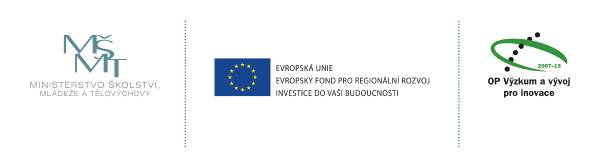 MŠMT
MINISTERSTVO ŠKOLSTVÍ,
MLÁDEŽE A TĚLOVÝCHOVY
EVROPSKÁ UNIE
EVROPSKÝ FOND PRO REGIONÁLNÍ ROZVOJ
INVESTICE DO VAŠÍ BUDOUCNOSTI
2007-13
OP Výzkum a vývoj
pro inovace